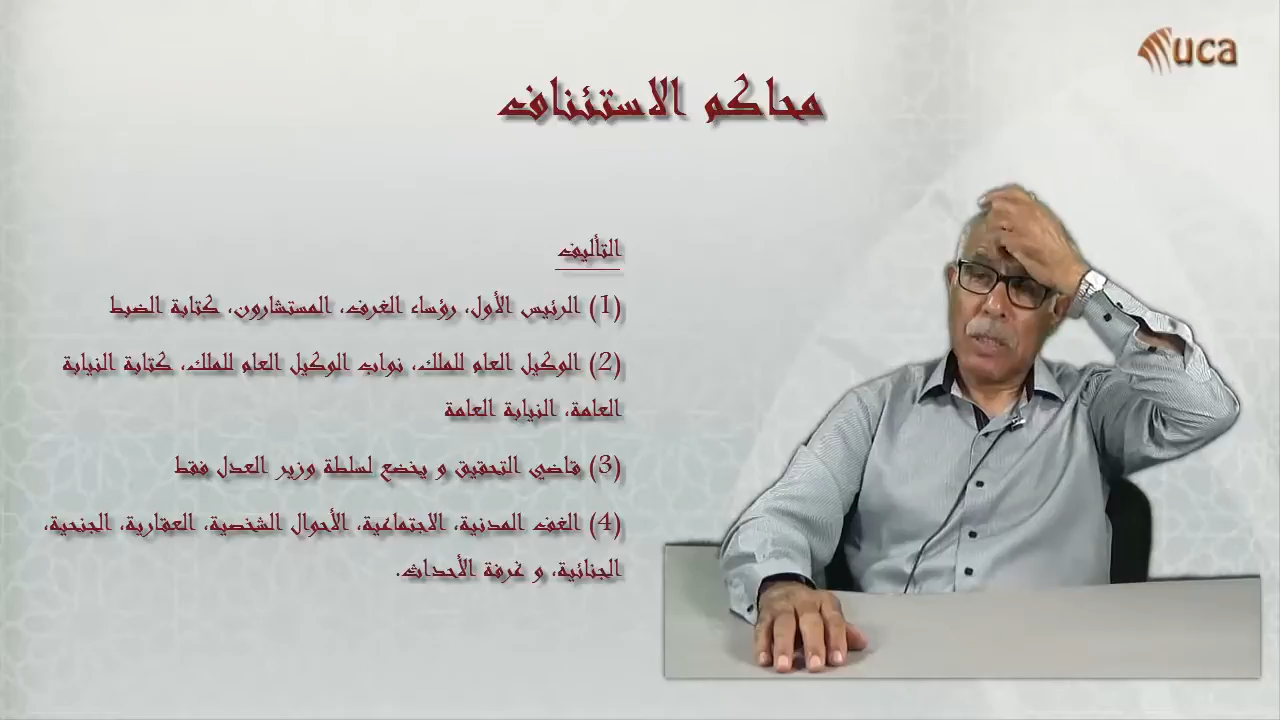 uca
محاكم الاستئناف
التأليف
(1) الرئيس الأول، رؤساء الغرف، المستشارون، كتابة الضبط
(2) الوكيل العام للملك، نواب الوكيل العام للملك، كتابة النيابة
العامة، النيابة العامة
(3) قاضي التحقيق و يخضع لسلطة وزير العدل فقط
(4) الغف المدنية، الاجتماعية، الأحوال الشخصية، العقارية، الجنحية،
الجنائية، و غرفة الأحداث.